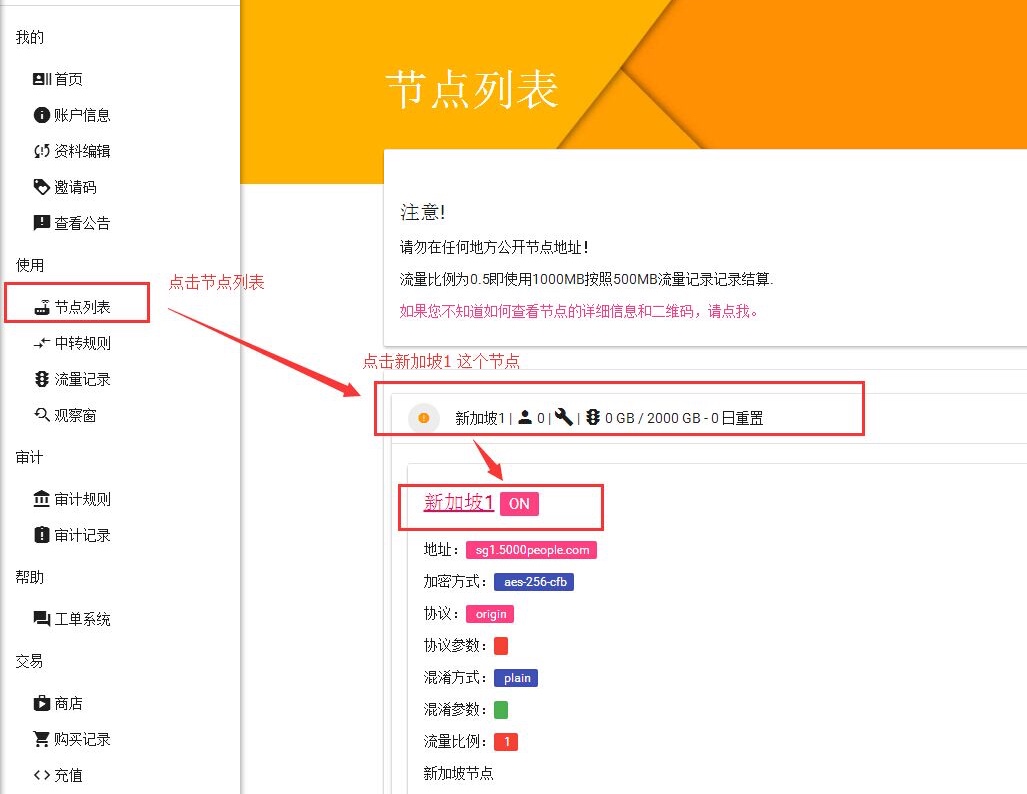 我的
首页
账户信息
资料编辑
邀请码
查看公告
使用
节点列表
中转规则
流量记录
观察窗
审计
审计规则
审计记录
帮助
工单系统
交易
商店
购买记录
充值
点击节点列表
节点列表
注意!
请勿在任何地方公开节点地址!
流量比例为0.5即使用1000MB按照500MB流量记录记录结算.
如果您不知道如何查看节点的详细信息和二维码，请点我。
点击新加坡1 这个节点
新加坡1 | 0 | | 0 GB / 2000 GB - 0 日重置
新加坡1 ON
地址： sg1.5000people.com
加密方式： aes-256-cfb
协议： origin
协议参数：
混淆方式： plain
混淆参数：
流量比例： 1
新加坡节点